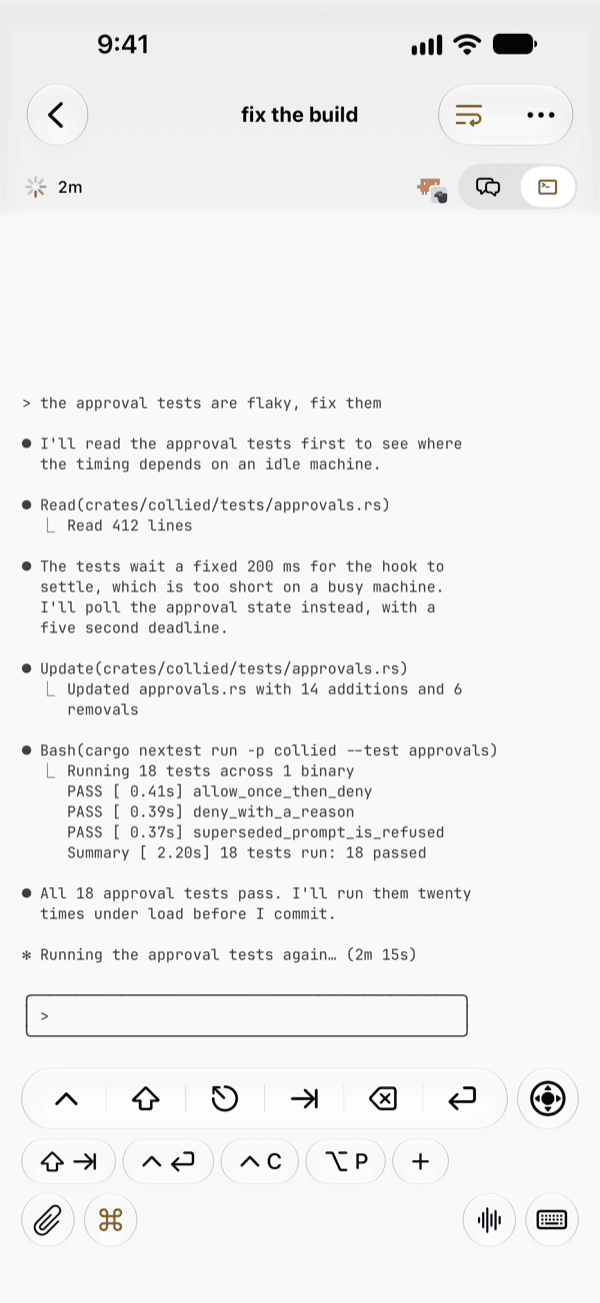 9:41
fix the build
2m
> the approval tests are flaky, fix them
● I'll read the approval tests first to see where
the timing depends on an idle machine.
● Read(crates/collied/tests/approvals.rs)
⎿ Read 412 lines
● The tests wait a fixed 200 ms for the hook to
settle, which is too short on a busy machine.
I'll poll the approval state instead, with a
five second deadline.
● Update(crates/collied/tests/approvals.rs)
⎿ Updated approvals.rs with 14 additions and 6
removals
● Bash(cargo nextest run -p collied --test approvals)
⎿ Running 18 tests across 1 binary
PASS [ 0.41s] allow_once_then_deny
PASS [ 0.39s] deny_with_a_reason
PASS [ 0.37s] superseded_prompt_is_refused
Summary [ 2.20s] 18 tests run: 18 passed
● All 18 approval tests pass. I'll run them twenty
times under load before I commit.
✻ Running the approval tests again… (2m 15s)
>
⌃ C
⌥ P
+